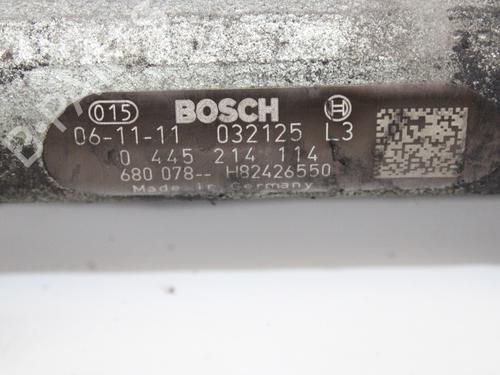 015 BOSCH
06-11-11 032125 L3
0 445 214 114
680 078-- H82426550
Made in Germany